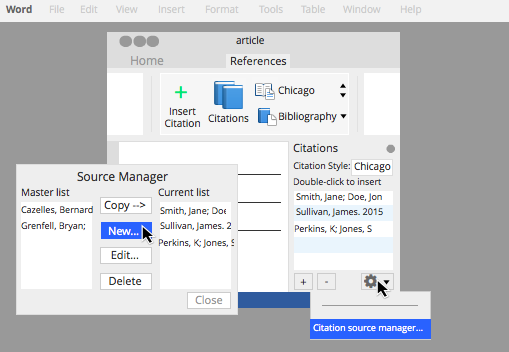 Word File Edit View Insert Format Tools Table Window Help
article
Home References
+ Insert Citation
Citations
Chicago
Bibliography
Citations
Citation Style: Chicago
Double-click to insert
Smith, Jane; Doe, Jon
Sullivan, James. 2015
Perkins, K; Jones, S
+ -
Citation source manager...
Source Manager
Master list
Cazelles, Bernard
Grenfell, Bryan;
Copy -->
New...
Edit...
Delete
Current list
Smith, Jane; Doe
Sullivan, James. 2
Perkins, K; Jones, S
Close